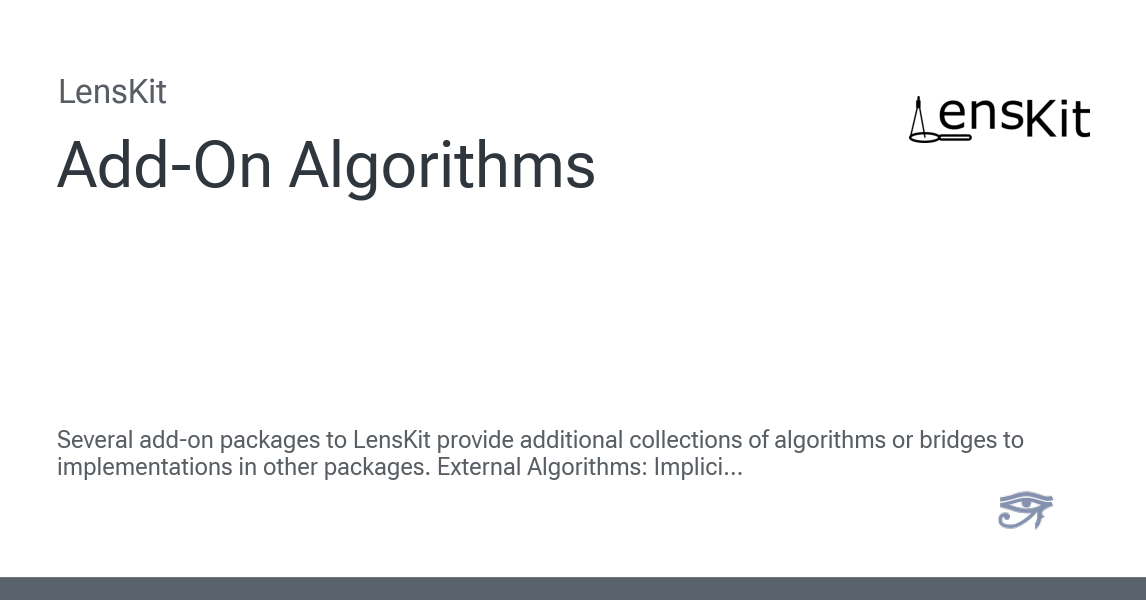 LensKit
LensKit
Add-On Algorithms
Several add-on packages to LensKit provide additional collections of algorithms or bridges to
implementations in other packages. External Algorithms: Implici...